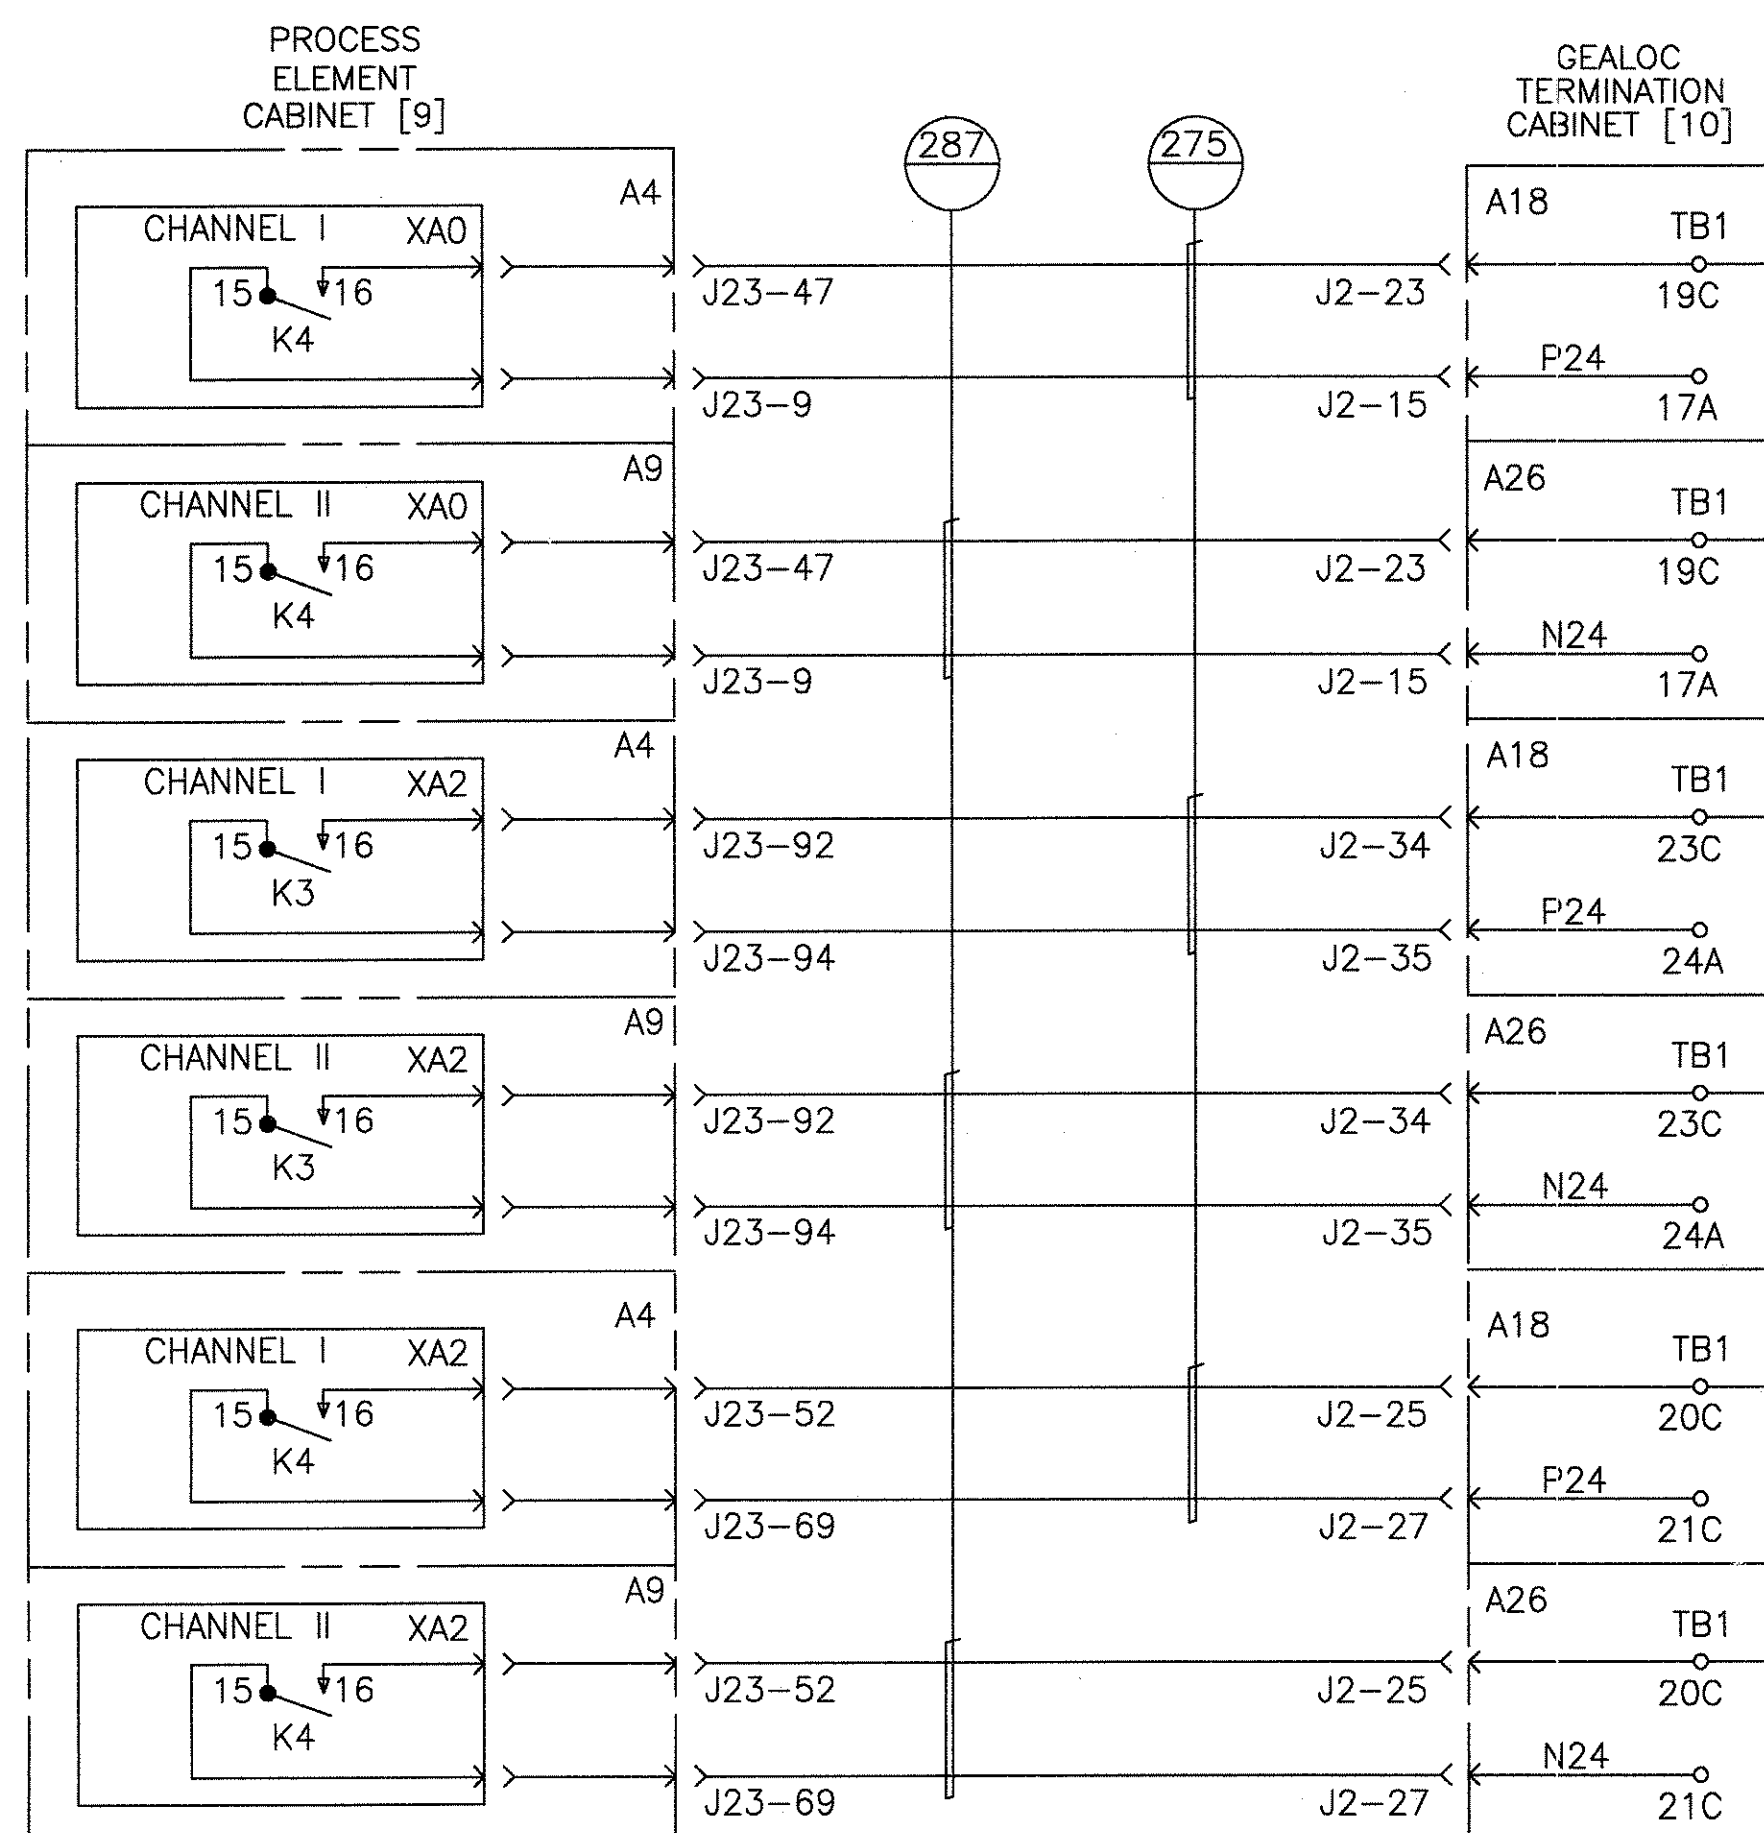 PROCESS
ELEMENT
CABINET [9]
287
275
GEALOC
TERMINATION
CABINET [10]
A4
A18
CHANNEL I XA0
TB1
15 16
K4
J23-47
J2-23
19C
P24
J23-9
J2-15
17A
A9
A26
CHANNEL II XA0
TB1
15 16
K4
J23-47
J2-23
19C
N24
J23-9
J2-15
17A
A4
A18
CHANNEL I XA2
TB1
15 16
K3
J23-92
J2-34
23C
P24
J23-94
J2-35
24A
A9
A26
CHANNEL II XA2
TB1
15 16
K3
J23-92
J2-34
23C
N24
J23-94
J2-35
24A
A4
A18
CHANNEL I XA2
TB1
15 16
K4
J23-52
J2-25
20C
P24
J23-69
J2-27
21C
A9
A26
CHANNEL II XA2
TB1
15 16
K4
J23-52
J2-25
20C
N24
J23-69
J2-27
21C